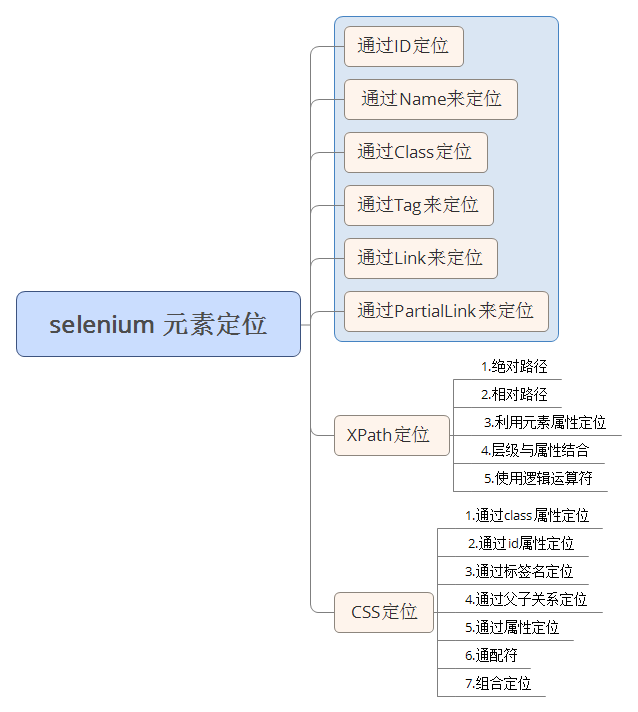 通过ID定位
通过Name来定位
通过Class定位
通过Tag来定位
通过Link来定位
通过PartialLink来定位
selenium 元素定位
XPath定位
1.绝对路径
2.相对路径
3.利用元素属性定位
4.层级与属性结合
5.使用逻辑运算符
CSS定位
1.通过class属性定位
2.通过id属性定位
3.通过标签名定位
4.通过父子关系定位
5.通过属性定位
6.通配符
7.组合定位